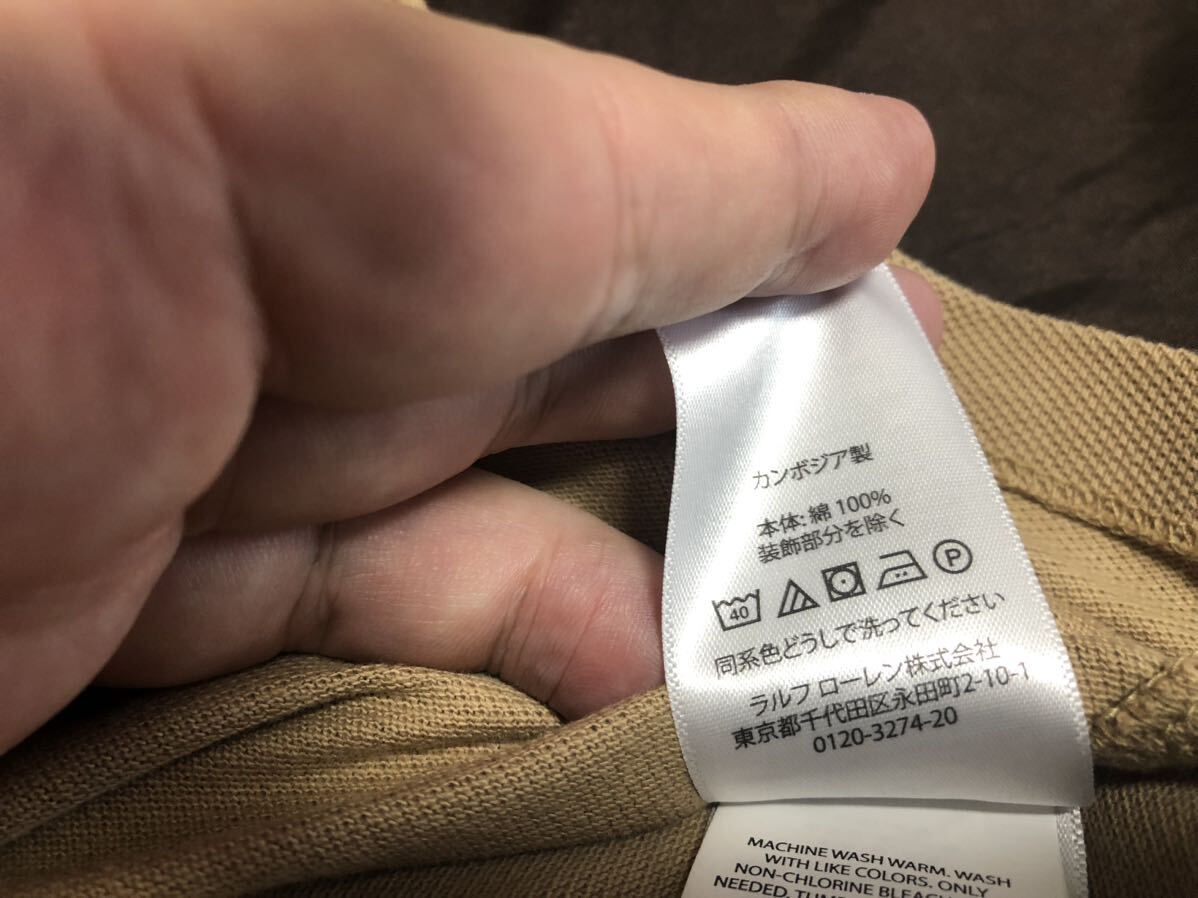 カンボジア製
本体: 綿 100%
装飾部分を除く
40 P
同系色どうしで洗ってください
ラルフ ローレン株式会社
東京都千代田区永田町2-10-1
0120-3274-20
MACHINE WASH WARM. WASH
WITH LIKE COLORS. ONLY
NON-CHLORINE BLEACH
NEEDED.